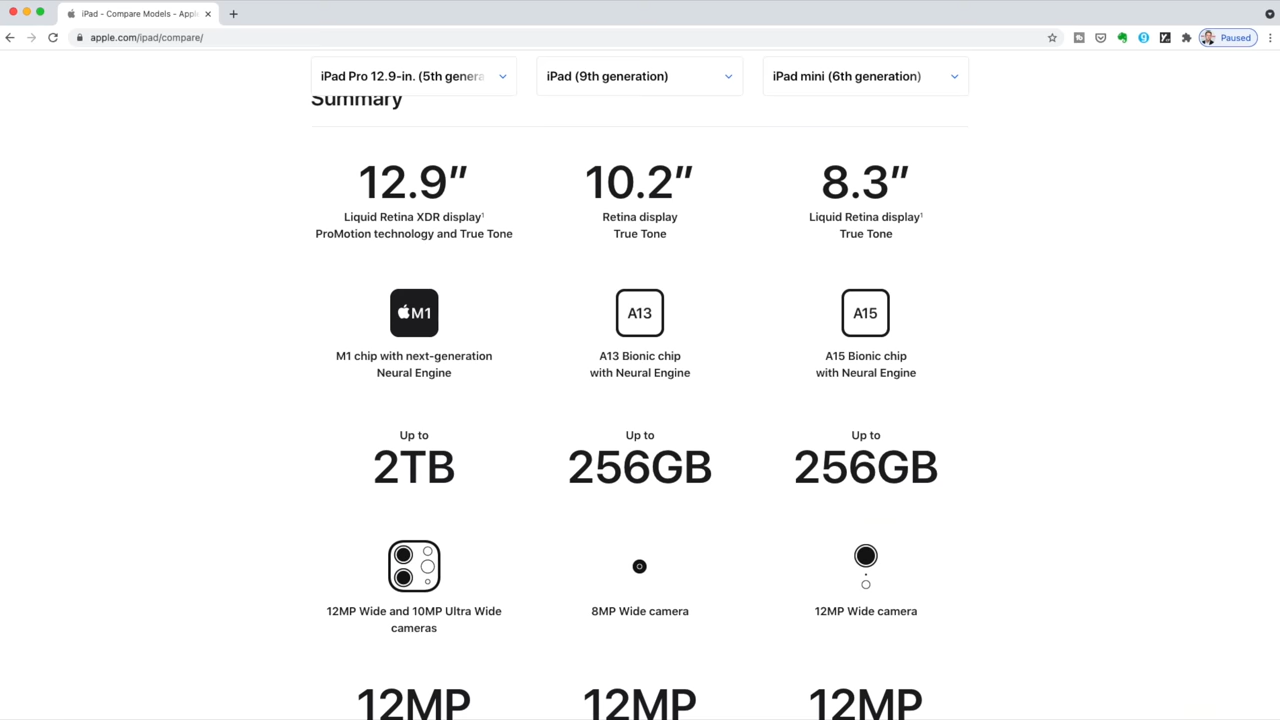 iPad - Compare Models - Appl
apple.com/ipad/compare/
Paused
iPad Pro 12.9-in. (5th genera
iPad (9th generation)
iPad mini (6th generation)
Summary
12.9″
10.2″
8.3″
Liquid Retina XDR display¹
ProMotion technology and True Tone
Retina display
True Tone
Liquid Retina display¹
True Tone
M1
A13
A15
M1 chip with next-generation
Neural Engine
A13 Bionic chip
with Neural Engine
A15 Bionic chip
with Neural Engine
Up to
2TB
Up to
256GB
Up to
256GB
12MP Wide and 10MP Ultra Wide
cameras
8MP Wide camera
12MP Wide camera
12MP
12MP
12MP